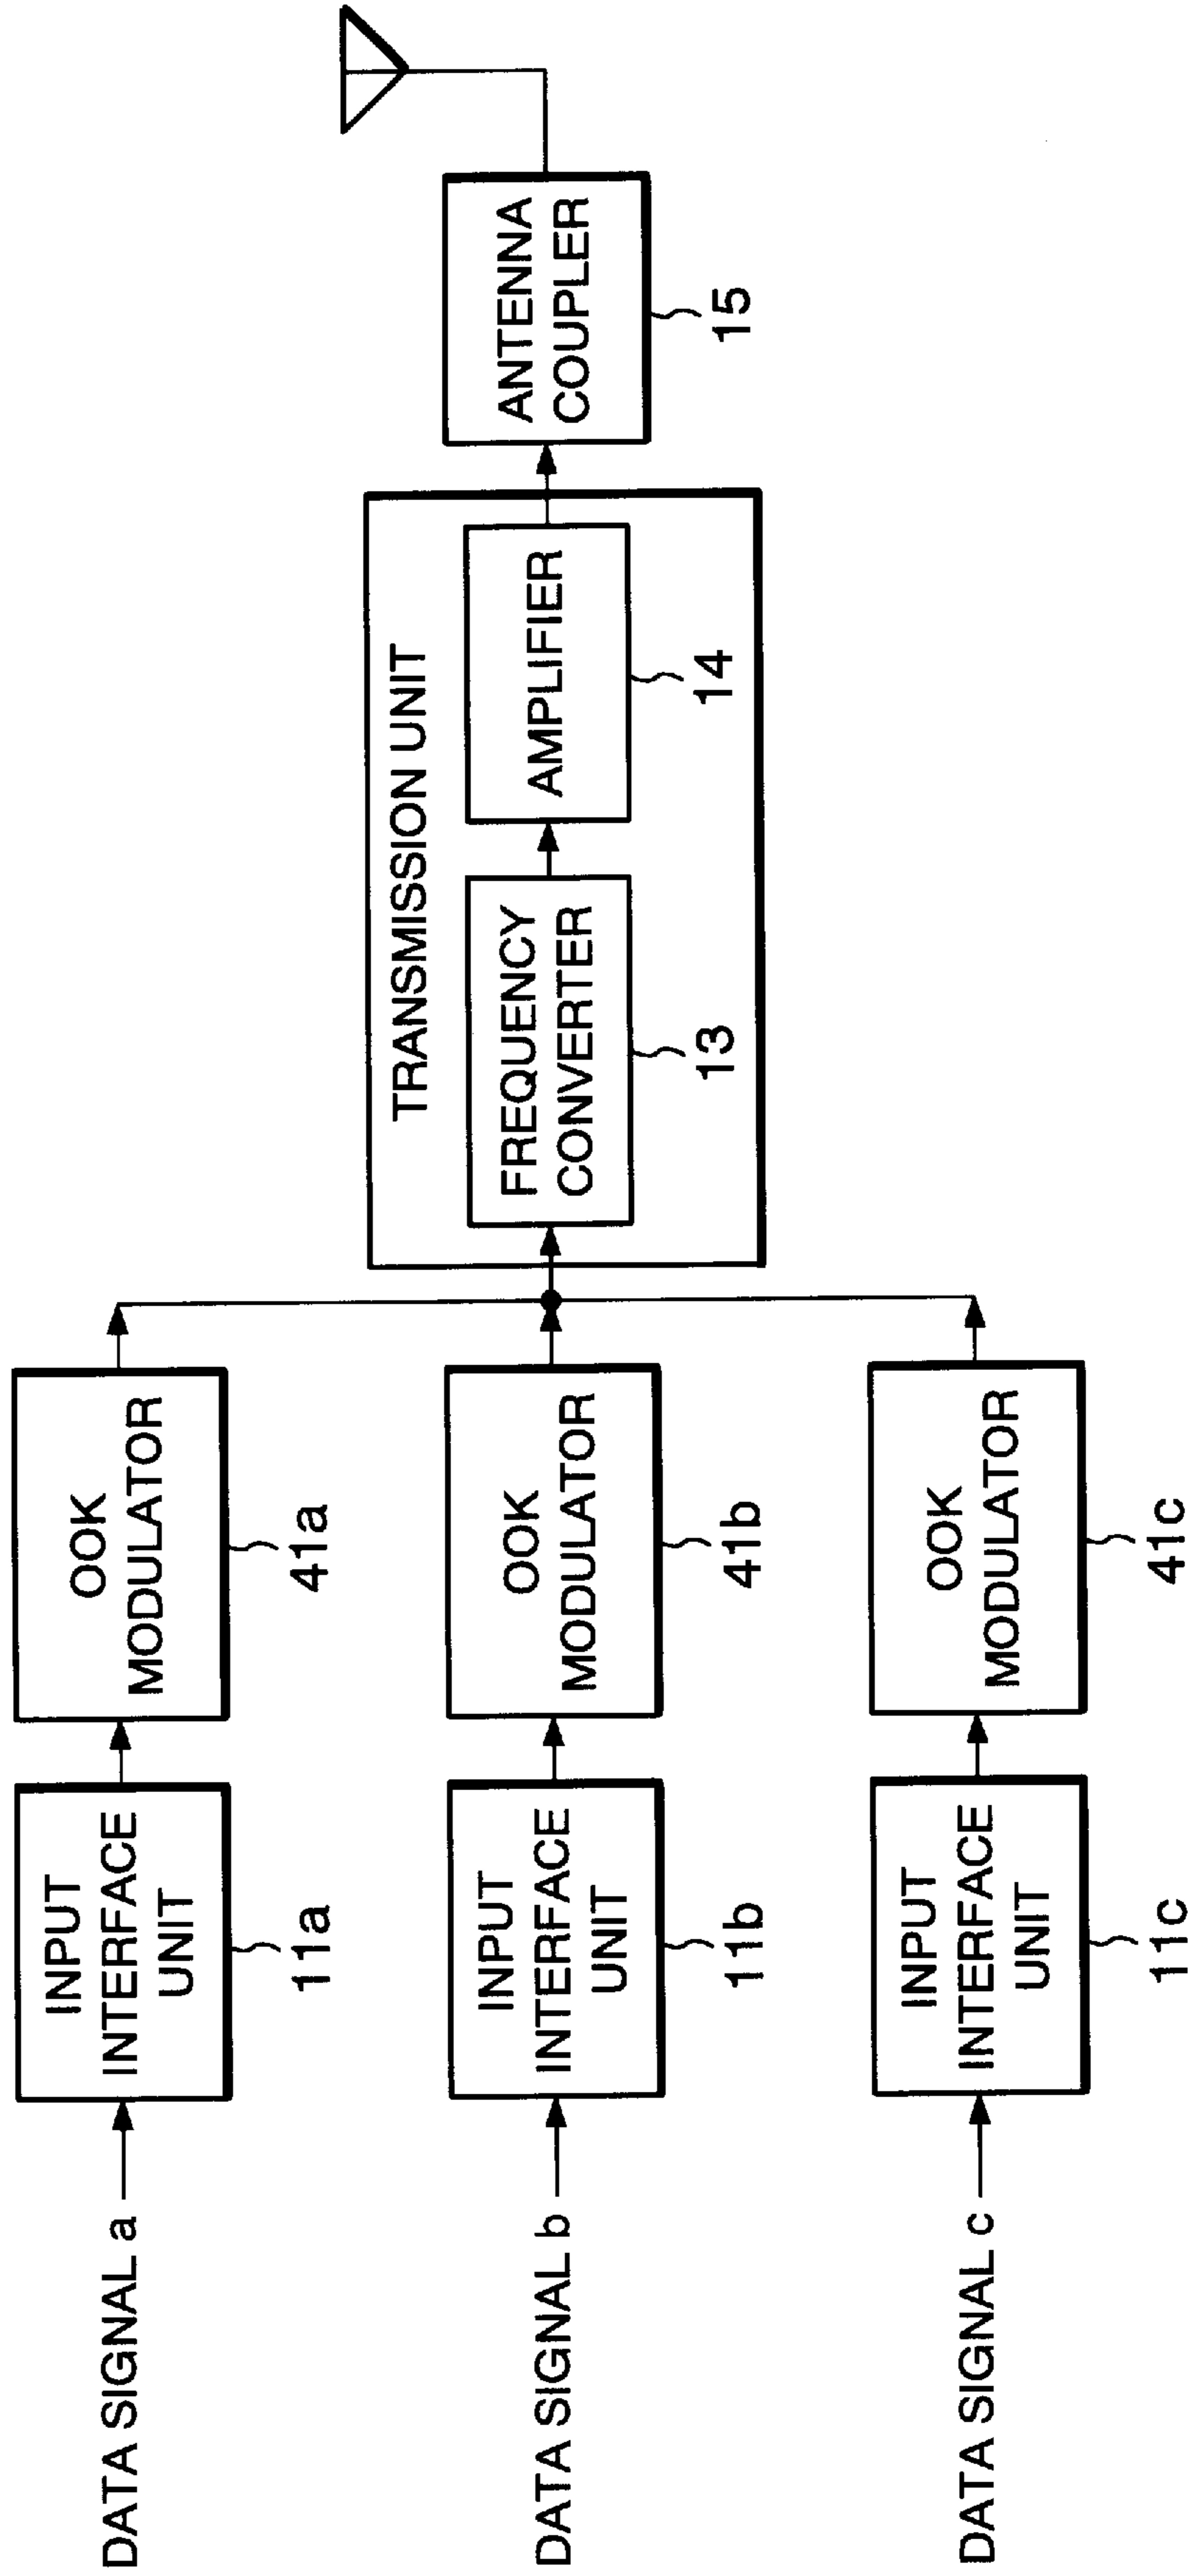 DATA SIGNAL a
INPUT
INTERFACE
UNIT
11a
OOK
MODULATOR
41a
DATA SIGNAL b
INPUT
INTERFACE
UNIT
11b
OOK
MODULATOR
41b
DATA SIGNAL c
INPUT
INTERFACE
UNIT
11c
OOK
MODULATOR
41c
TRANSMISSION UNIT
FREQUENCY
CONVERTER
13
AMPLIFIER
14
ANTENNA
COUPLER
15